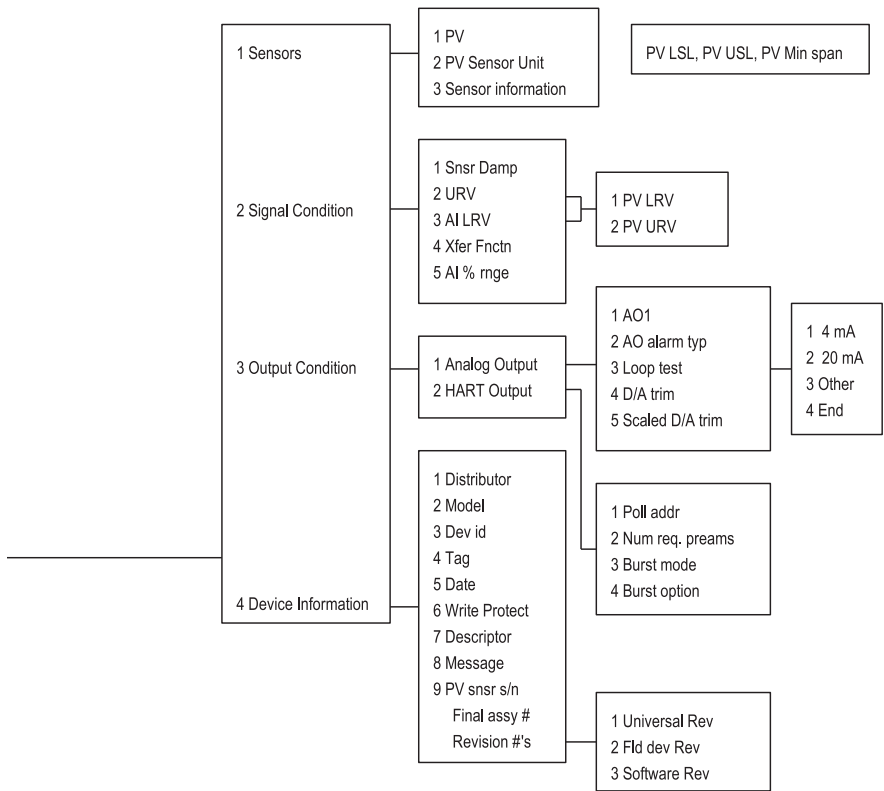 1 Sensors
1 PV
2 PV Sensor Unit
3 Sensor information
PV LSL, PV USL, PV Min span
2 Signal Condition
1 Snsr Damp
2 URV
3 AI LRV
4 Xfer Fnctn
5 AI % rnge
1 PV LRV
2 PV URV
3 Output Condition
1 Analog Output
2 HART Output
1 AO1
2 AO alarm typ
3 Loop test
4 D/A trim
5 Scaled D/A trim
1 4 mA
2 20 mA
3 Other
4 End
1 Poll addr
2 Num req. preams
3 Burst mode
4 Burst option
4 Device Information
1 Distributor
2 Model
3 Dev id
4 Tag
5 Date
6 Write Protect
7 Descriptor
8 Message
9 PV snsr s/n
Final assy #
Revision #'s
1 Universal Rev
2 Fld dev Rev
3 Software Rev